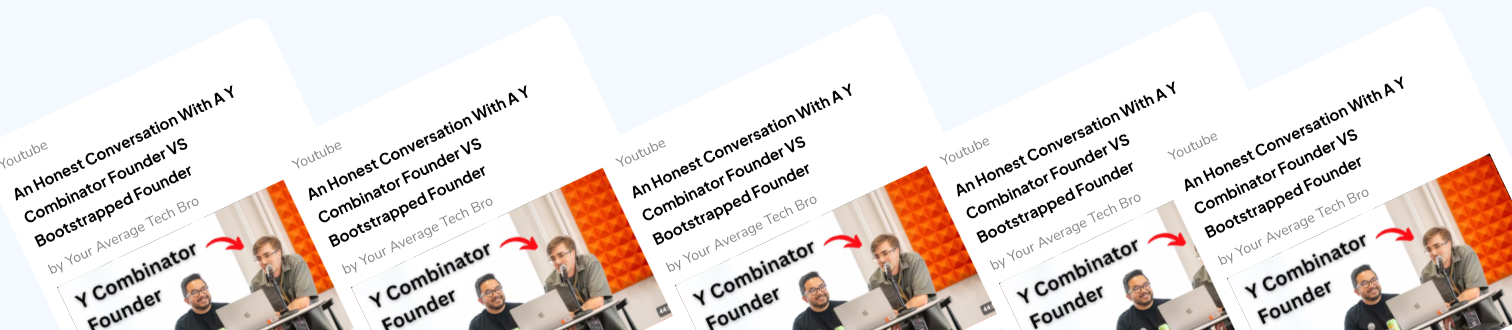 Youtube
An Honest Conversation With A Y
Combinator Founder VS
Bootstrapped Founder
by Your Average Tech Bro
Y Combinator
Founder
Youtube
An Honest Conversation With A Y
Combinator Founder VS
Bootstrapped Founder
by Your Average Tech Bro
Y Combinator
Founder
Youtube
An Honest Conversation With A Y
Combinator Founder VS
Bootstrapped Founder
by Your Average Tech Bro
Y Combinator
Founder
Youtube
An Honest Conversation With A Y
Combinator Founder VS
Bootstrapped Founder
by Your Average Tech Bro
Y Combinator
Founder
Youtube
An Honest Conversation With A Y
Combinator Founder VS
Bootstrapped Founder
by Your Average Tech Bro
Y Combinator
Founder